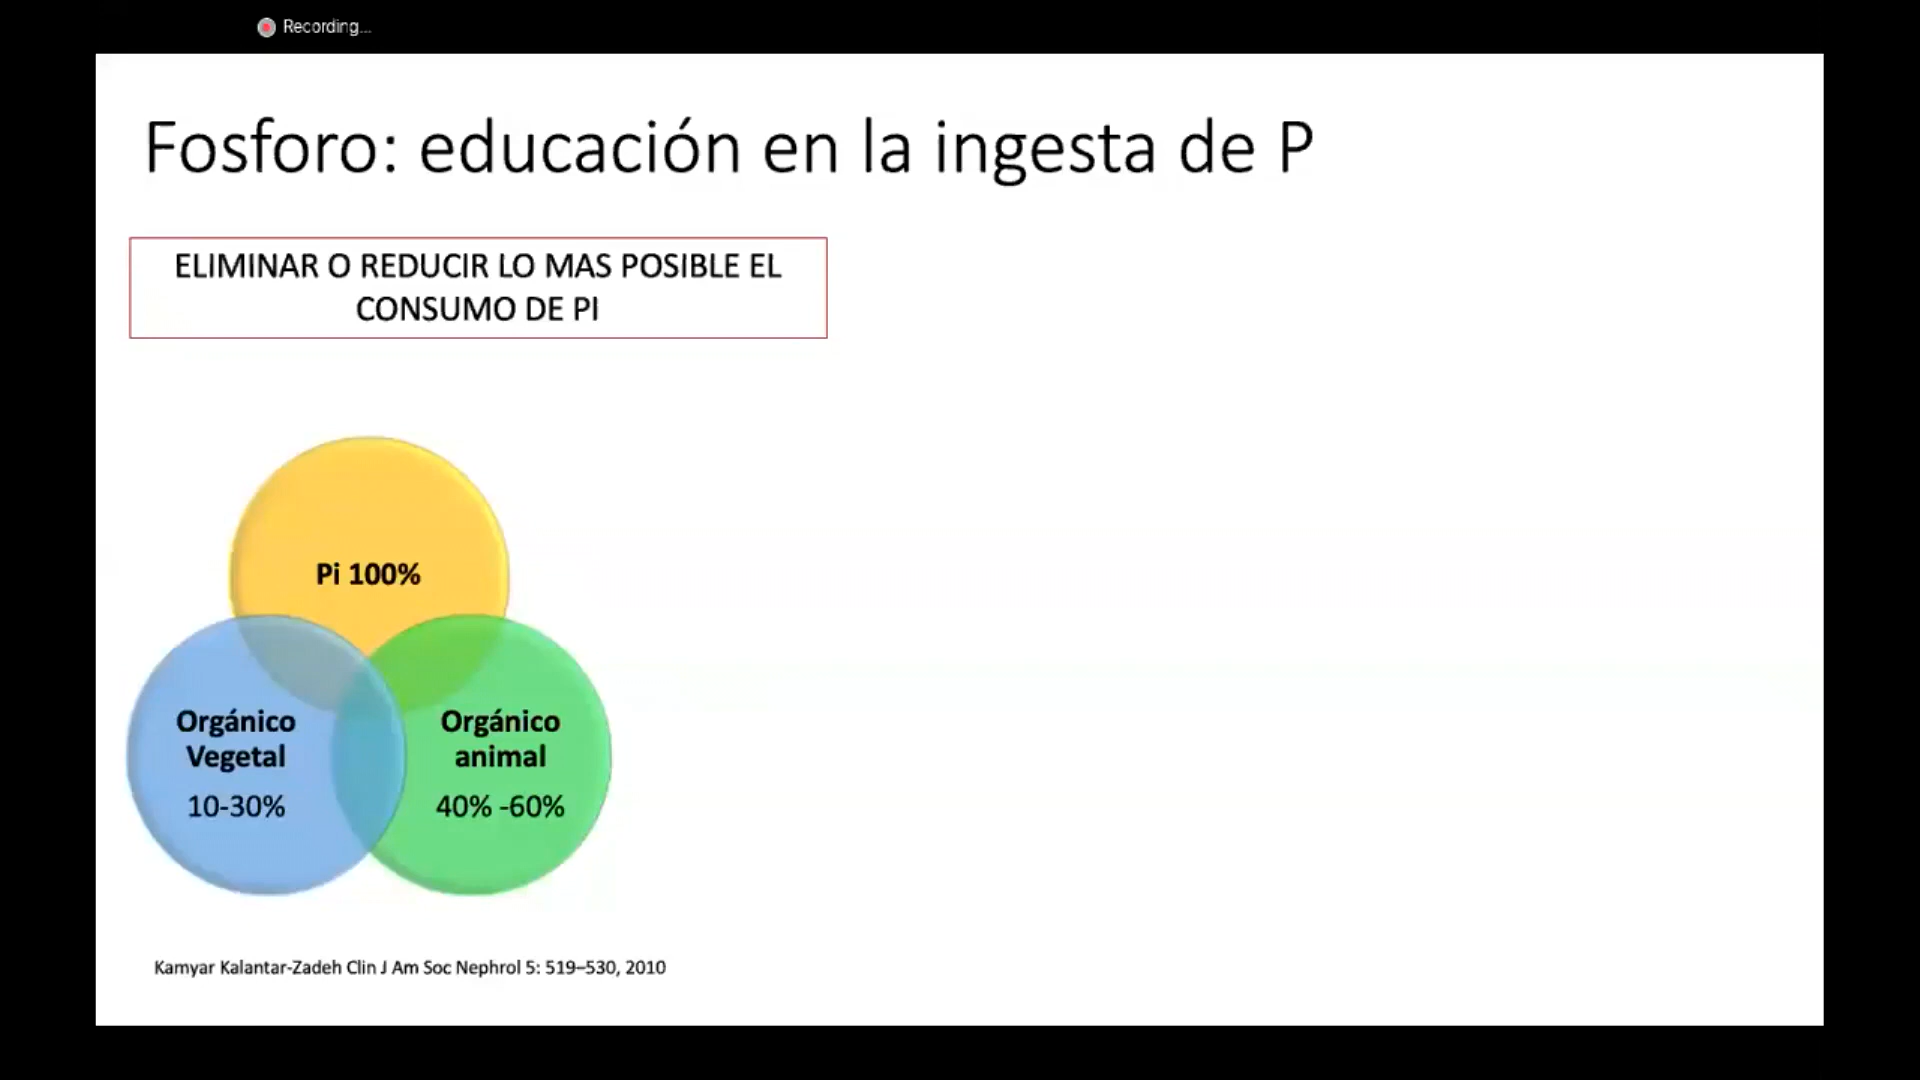 Recording...
Fosforo: educación en la ingesta de P
ELIMINAR O REDUCIR LO MAS POSIBLE EL
CONSUMO DE PI
Pi 100%
Orgánico
Vegetal
10-30%
Orgánico
animal
40% -60%
Kamyar Kalantar-Zadeh Clin J Am Soc Nephrol 5: 519–530, 2010